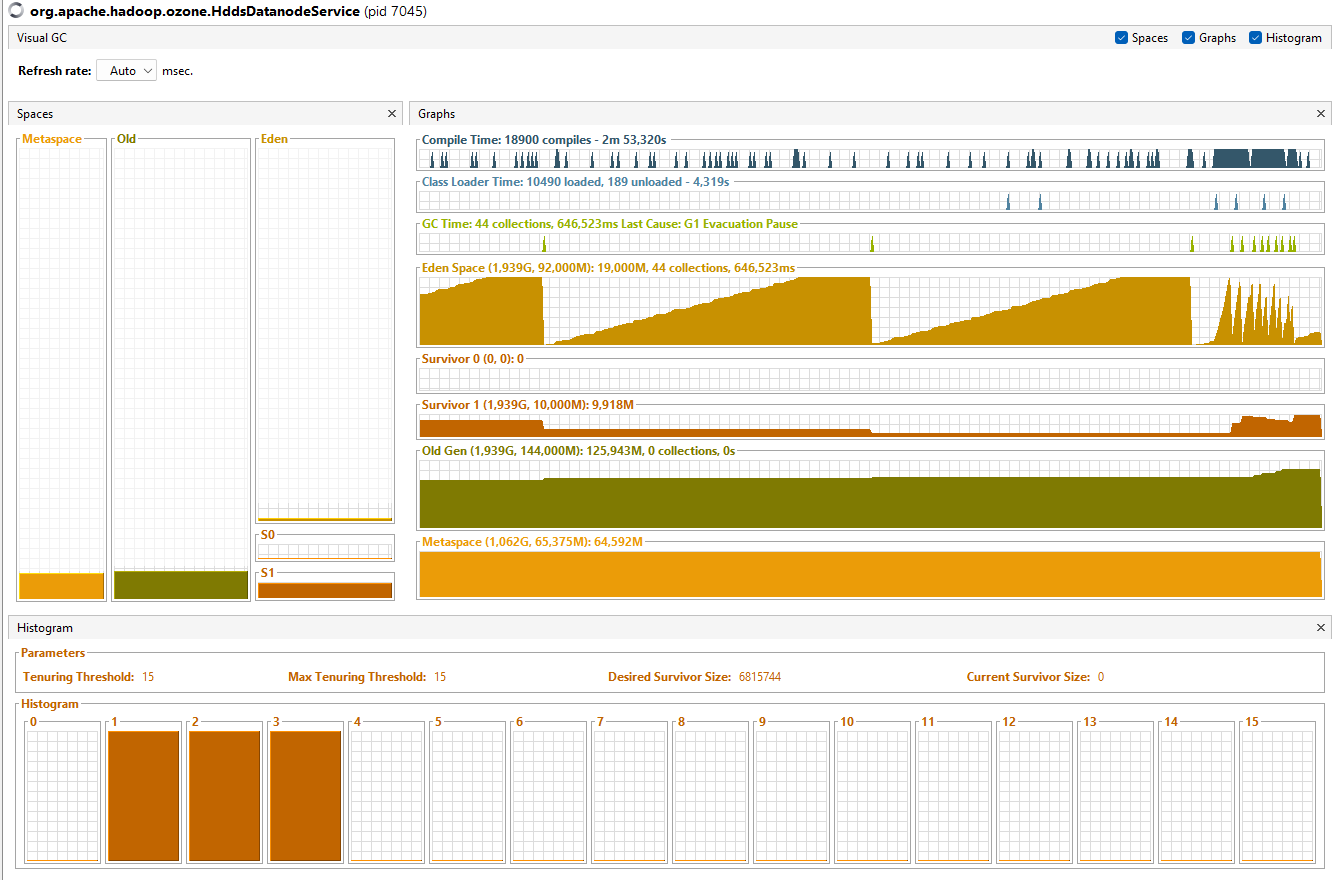 org.apache.hadoop.ozone.HddsDatanodeService (pid 7045)
Visual GC
Spaces Graphs Histogram
Refresh rate: Auto msec.
Spaces
Metaspace Old Eden
S0
S1
Graphs
Compile Time: 18900 compiles - 2m 53,320s
Class Loader Time: 10490 loaded, 189 unloaded - 4,319s
GC Time: 44 collections, 646,523ms Last Cause: G1 Evacuation Pause
Eden Space (1,939G, 92,000M): 19,000M, 44 collections, 646,523ms
Survivor 0 (0, 0): 0
Survivor 1 (1,939G, 10,000M): 9,918M
Old Gen (1,939G, 144,000M): 125,943M, 0 collections, 0s
Metaspace (1,062G, 65,375M): 64,592M
Histogram
Parameters
Tenuring Threshold: 15 Max Tenuring Threshold: 15 Desired Survivor Size: 6815744 Current Survivor Size: 0
Histogram
0 1 2 3 4 5 6 7 8 9 10 11 12 13 14 15